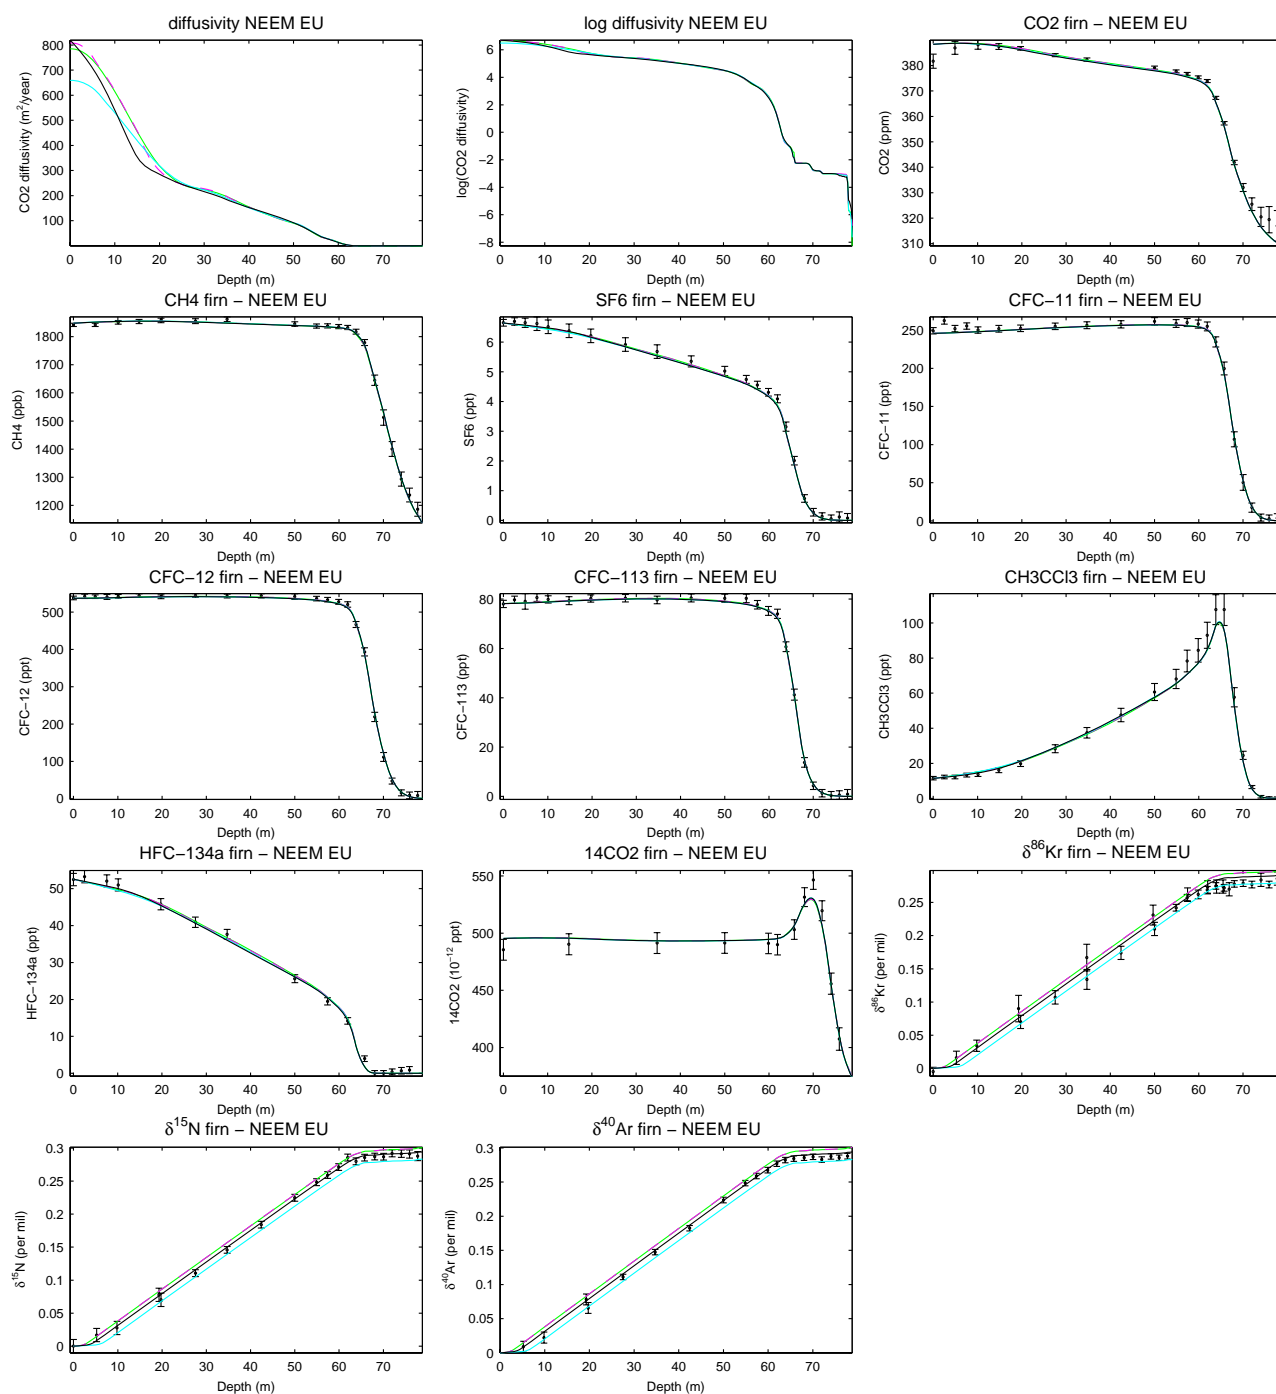 diffusivity NEEM EU
CO2 diffusivity (m²/year)
800
700
600
500
400
300
200
100
0 10 20 30 40 50 60 70
Depth (m)
log diffusivity NEEM EU
log(CO2 diffusivity)
6
4
2
0
−2
−4
−6
−8
0 10 20 30 40 50 60 70
Depth (m)
CO2 firn − NEEM EU
CO2 (ppm)
380
370
360
350
340
330
320
310
0 10 20 30 40 50 60 70
Depth (m)
CH4 firn − NEEM EU
CH4 (ppb)
1800
1700
1600
1500
1400
1300
1200
0 10 20 30 40 50 60 70
Depth (m)
SF6 firn − NEEM EU
SF6 (ppt)
6
5
4
3
2
1
0
0 10 20 30 40 50 60 70
Depth (m)
CFC−11 firn − NEEM EU
CFC−11 (ppt)
250
200
150
100
50
0
0 10 20 30 40 50 60 70
Depth (m)
CFC−12 firn − NEEM EU
CFC−12 (ppt)
500
400
300
200
100
0
0 10 20 30 40 50 60 70
Depth (m)
CFC−113 firn − NEEM EU
CFC−113 (ppt)
80
60
40
20
0
0 10 20 30 40 50 60 70
Depth (m)
CH3CCl3 firn − NEEM EU
CH3CCl3 (ppt)
100
80
60
40
20
0
0 10 20 30 40 50 60 70
Depth (m)
HFC−134a firn − NEEM EU
HFC−134a (ppt)
50
40
30
20
10
0
0 10 20 30 40 50 60 70
Depth (m)
14CO2 firn − NEEM EU
14CO2 (10⁻¹² ppt)
550
500
450
400
0 10 20 30 40 50 60 70
Depth (m)
δ⁸⁶Kr firn − NEEM EU
δ⁸⁶Kr (per mil)
0.25
0.2
0.15
0.1
0.05
0
0 10 20 30 40 50 60 70
Depth (m)
δ¹⁵N firn − NEEM EU
δ¹⁵N (per mil)
0.3
0.25
0.2
0.15
0.1
0.05
0
0 10 20 30 40 50 60 70
Depth (m)
δ⁴⁰Ar firn − NEEM EU
δ⁴⁰Ar (per mil)
0.3
0.25
0.2
0.15
0.1
0.05
0
0 10 20 30 40 50 60 70
Depth (m)